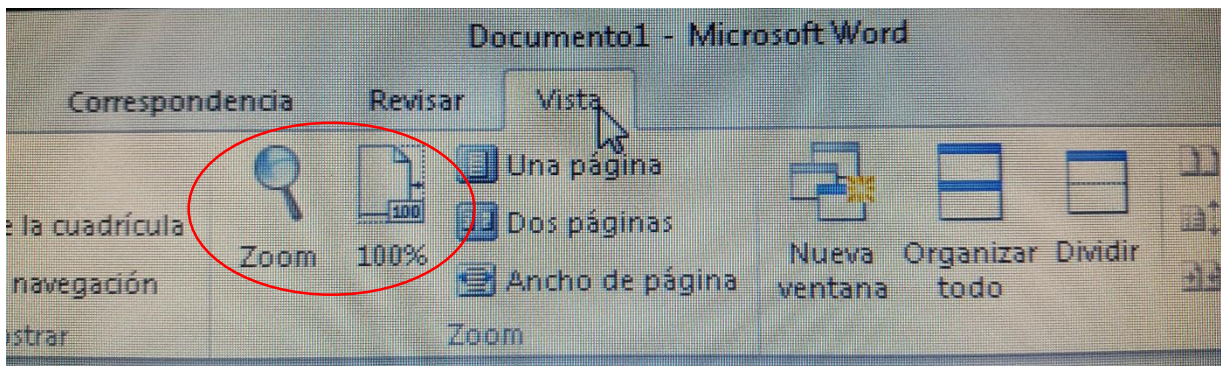 Documento1 - Microsoft Word
Correspondencia Revisar Vista
Una página
la cuadrícula
Dos páginas
Zoom 100%
100
navegación
Ancho de página
Nueva ventana
Organizar todo
Dividir
Zoom